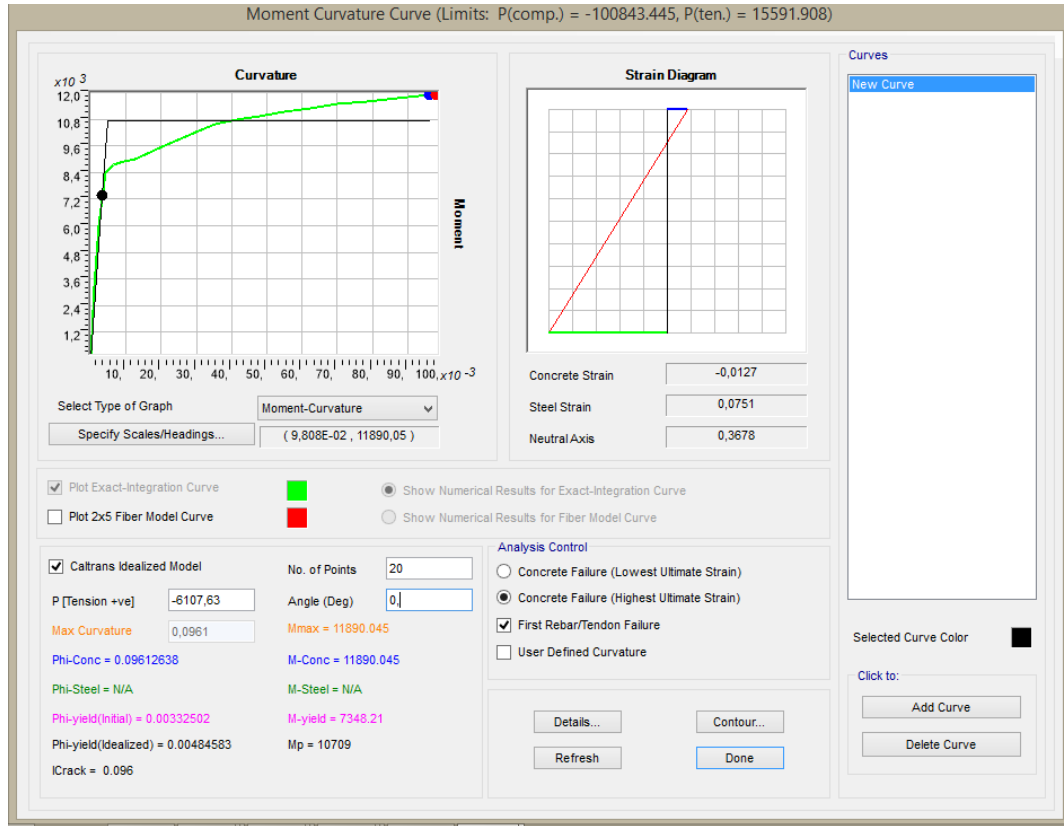 Moment Curvature Curve (Limits: P(comp.) = -100843.445, P(ten.) = 15591.908)
Curvature
x10 3
12,0
10,8
9,6
8,4
7,2
6,0
4,8
3,6
2,4
1,2
Moment
10, 20, 30, 40, 50, 60, 70, 80, 90, 100, x10 -3
Select Type of Graph Moment-Curvature
Specify Scales/Headings... ( 9,808E-02 , 11890,05 )
Strain Diagram
Concrete Strain -0,0127
Steel Strain 0,0751
Neutral Axis 0,3678
Curves
New Curve
Plot Exact-Integration Curve Show Numerical Results for Exact-Integration Curve
Plot 2x5 Fiber Model Curve Show Numerical Results for Fiber Model Curve
Caltrans Idealized Model No. of Points 20
P [Tension +ve] -6107,63 Angle (Deg) 0,
Max Curvature 0,0961 Mmax = 11890.045
Phi-Conc = 0.09612638 M-Conc = 11890.045
Phi-Steel = N/A M-Steel = N/A
Phi-yield(Initial) = 0.00332502 M-yield = 7348.21
Phi-yield(Idealized) = 0.00484583 Mp = 10709
ICrack = 0.096
Analysis Control
Concrete Failure (Lowest Ultimate Strain)
Concrete Failure (Highest Ultimate Strain)
First Rebar/Tendon Failure
User Defined Curvature
Details... Contour...
Refresh Done
Selected Curve Color
Click to:
Add Curve
Delete Curve